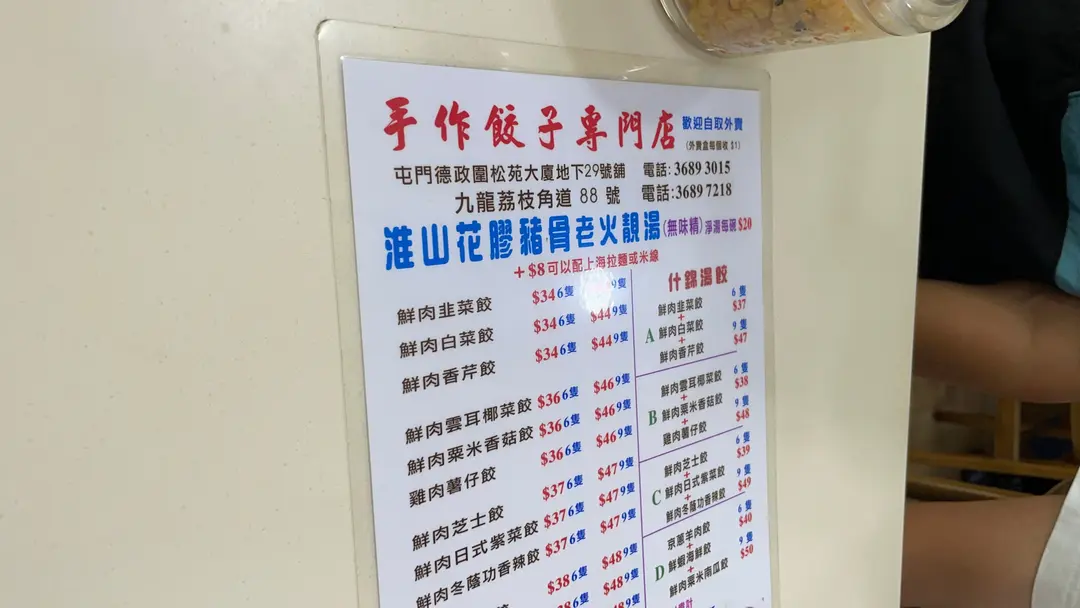 手作餃子專門店
歡迎自取外賣
(外賣盒每個收 $1)
屯門德政圍松苑大廈地下29號舖 電話:3689 3015
九龍荔枝角道 88 號 電話:3689 7218
淮山花膠豬骨老火靚湯(無味精)淨湯每碗$20
+$8可以配上海拉麵或米線
鮮肉韭菜餃 $34 6隻 9隻
鮮肉白菜餃 $34 6隻 $44 9隻
鮮肉香芹餃 $34 6隻 $44 9隻
鮮肉雲耳椰菜餃 $36 6隻 $46 9隻
鮮肉粟米香菇餃 $36 6隻 $46 9隻
雞肉薯仔餃 $36 6隻 $46 9隻
鮮肉芝士餃 $37 6隻 $47 9隻
鮮肉日式紫菜餃 $37 6隻 $47 9隻
鮮肉冬蔭功香辣餃 $37 6隻 $47 9隻
$38 6隻 $48 9隻
餃 6隻 $48 9隻
什錦湯餃
A
鮮肉韭菜餃
+
鮮肉白菜餃
+
鮮肉香芹餃
6 隻
$37
9 隻
$47
B
鮮肉雲耳椰菜餃
+
鮮肉粟米香菇餃
+
雞肉薯仔餃
6 隻
$38
9 隻
$48
C
鮮肉芝士餃
+
鮮肉日式紫菜餃
+
鮮肉冬蔭功香辣餃
6 隻
$39
9 隻
$49
D
京蔥羊肉餃
+
鮮蝦海鮮餃
+
鮮肉粟米南瓜餃
6 隻
$40
9 隻
$50